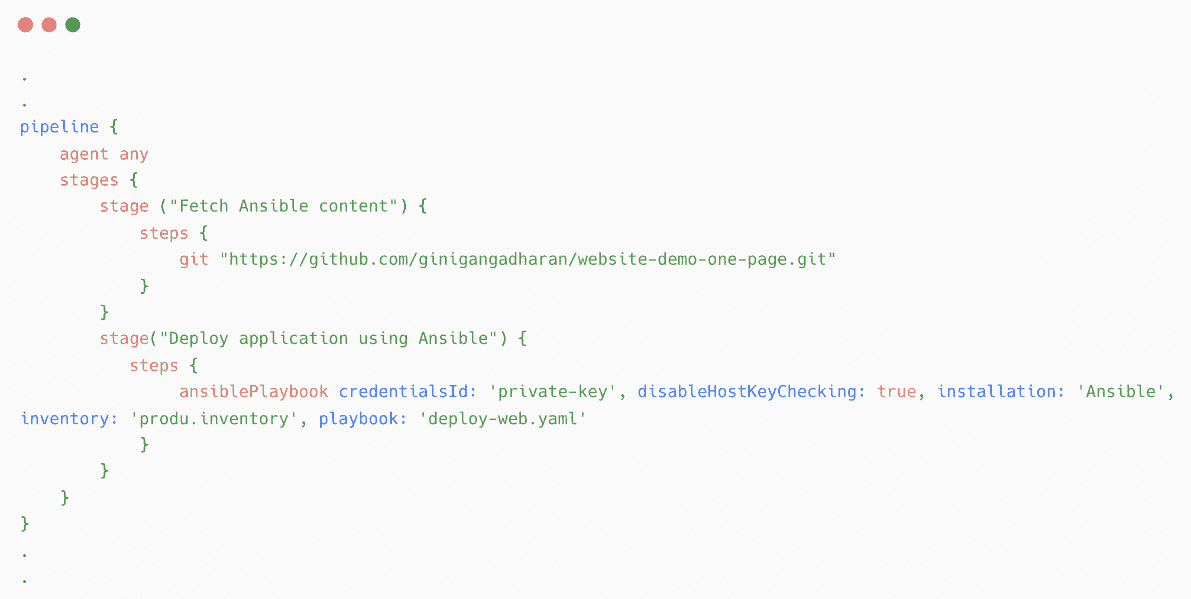 .
.
pipeline {
    agent any
    stages {
        stage ("Fetch Ansible content") {
            steps {
                git "https://github.com/ginigangadharan/website-demo-one-page.git"
            }
        }
        stage("Deploy application using Ansible") {
           steps {
                ansiblePlaybook credentialsId: 'private-key', disableHostKeyChecking: true, installation: 'Ansible',
inventory: 'produ.inventory', playbook: 'deploy-web.yaml'
            }
        }
    }
}
.
.